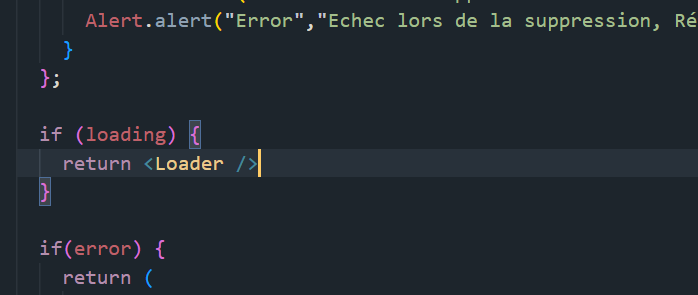 Alert.alert("Error","Echec lors de la suppression, Ré
}
};
if (loading) {
return <Loader />
}
if(error) {
return (